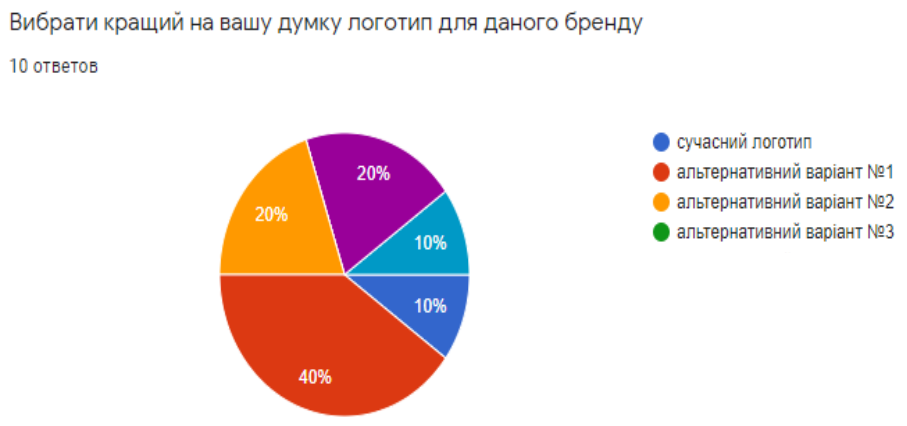 Вибрати кращий на вашу думку логотип для даного бренду
10 ответов
20%
20%
10%
10%
40%
сучасний логотип
альтернативний варіант №1
альтернативний варіант №2
альтернативний варіант №3